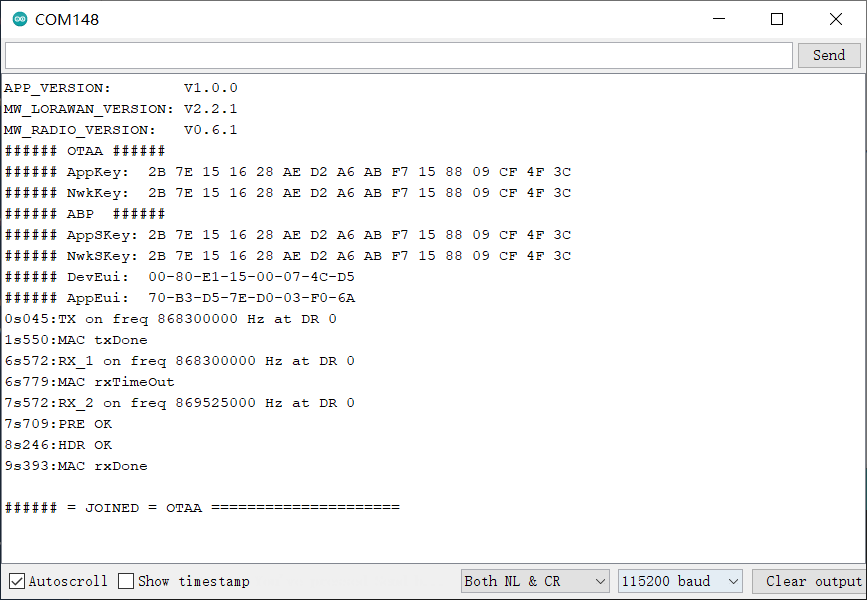 COM148
Send
APP_VERSION:        V1.0.0
MW_LORAWAN_VERSION: V2.2.1
MW_RADIO_VERSION:   V0.6.1
###### OTAA ######
###### AppKey:  2B 7E 15 16 28 AE D2 A6 AB F7 15 88 09 CF 4F 3C
###### NwkKey:  2B 7E 15 16 28 AE D2 A6 AB F7 15 88 09 CF 4F 3C
###### ABP  ######
###### AppSKey: 2B 7E 15 16 28 AE D2 A6 AB F7 15 88 09 CF 4F 3C
###### NwkSKey: 2B 7E 15 16 28 AE D2 A6 AB F7 15 88 09 CF 4F 3C
###### DevEui:  00-80-E1-15-00-07-4C-D5
###### AppEui:  70-B3-D5-7E-D0-03-F0-6A
0s045:TX on freq 868300000 Hz at DR 0
1s550:MAC txDone
6s572:RX_1 on freq 868300000 Hz at DR 0
6s779:MAC rxTimeOut
7s572:RX_2 on freq 869525000 Hz at DR 0
7s709:PRE OK
8s246:HDR OK
9s393:MAC rxDone
###### = JOINED = OTAA =====================
Autoscroll Show timestamp Both NL & CR 115200 baud Clear output